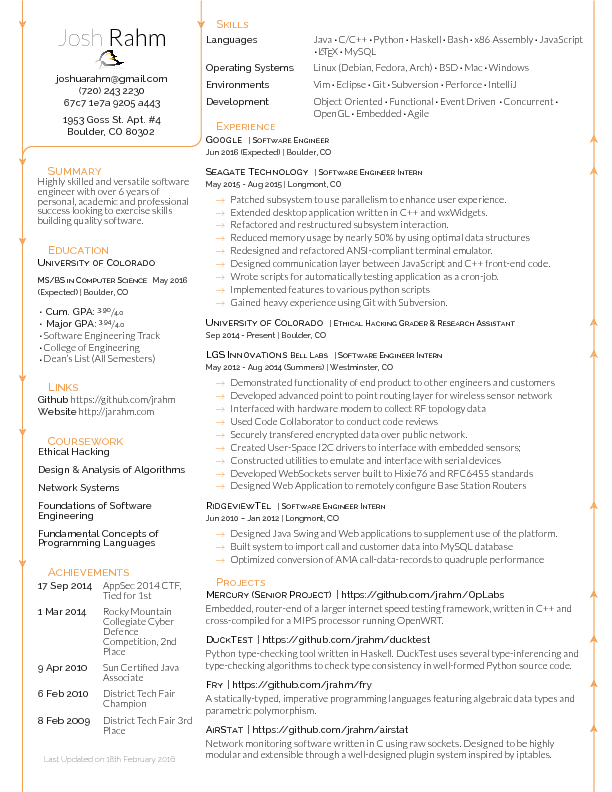 Josh Rahm
joshuarahm@gmail.com
(720) 243 2230
67c7 1e7a 9205 a443
1953 Goss St. Apt. #4
Boulder, CO 80302
Summary
Highly skilled and versatile software
engineer with over 6 years of
personal, academic and professional
success looking to exercise skills
building quality software.
Education
University of Colorado
MS/BS in Computer Science May 2016
(Expected) | Boulder, CO
• Cum. GPA: 3.90/4.0
• Major GPA: 3.94/4.0
• Software Engineering Track
• College of Engineering
• Dean's List (All Semesters)
Links
Github https://github.com/jrahm
Website http://jarahm.com
Coursework
Ethical Hacking
Design & Analysis of Algorithms
Network Systems
Foundations of Software
Engineering
Fundamental Concepts of
Programming Languages
Achievements
17 Sep 2014 AppSec 2014 CTF,
Tied for 1st
1 Mar 2014 Rocky Mountain
Collegiate Cyber
Defence
Competition, 2nd
Place
9 Apr 2010 Sun Certified Java
Associate
6 Feb 2010 District Tech Fair
Champion
8 Feb 2009 District Tech Fair 3rd
Place
Last Updated on 18th February 2016
Skills
Languages Java • C/C++ • Python • Haskell • Bash • x86 Assembly • JavaScript
• LaTeX • MySQL
Operating Systems Linux (Debian, Fedora, Arch) • BSD • Mac • Windows
Environments Vim • Eclipse • Git • Subversion • Perforce • IntelliJ
Development Object Oriented • Functional • Event Driven • Concurrent •
OpenGL • Embedded • Agile
Experience
Google | Software Engineer
Jun 2016 (Expected) | Boulder, CO
Seagate Technology | Software Engineer Intern
May 2015 - Aug 2015 | Longmont, CO
→ Patched subsystem to use parallelism to enhance user experience.
→ Extended desktop application written in C++ and wxWidgets.
→ Refactored and restructured subsystem interaction.
→ Reduced memory usage by nearly 50% by using optimal data structures
→ Redesigned and refactored ANSI-compliant terminal emulator.
→ Designed communication layer between JavaScript and C++ front-end code.
→ Wrote scripts for automatically testing application as a cron-job.
→ Implemented features to various python scripts
→ Gained heavy experience using Git with Subversion.
University of Colorado | Ethical Hacking Grader & Research Assistant
Sep 2014 - Present | Boulder, CO
LGS Innovations Bell Labs | Software Engineer Intern
May 2012 - Aug 2014 (Summers) | Westminster, CO
→ Demonstrated functionality of end product to other engineers and customers
→ Developed advanced point to point routing layer for wireless sensor network
→ Interfaced with hardware modem to collect RF topology data
→ Used Code Collaborator to conduct code reviews
→ Securely transfered encrypted data over public network.
→ Created User-Space I2C drivers to interface with embedded sensors;
→ Constructed utilities to emulate and interface with serial devices
→ Developed WebSockets server built to Hixie76 and RFC6455 standards
→ Designed Web Application to remotely configure Base Station Routers
RidgeviewTel | Software Engineer Intern
Jun 2010 – Jan 2012 | Longmont, CO
→ Designed Java Swing and Web applications to supplement use of the platform.
→ Built system to import call and customer data into MySQL database
→ Optimized conversion of AMA call-data-records to quadruple performance
Projects
Mercury (Senior Project) | https://github.com/jrahm/OpLabs
Embedded, router-end of a larger internet speed testing framework, written in C++ and
cross-compiled for a MIPS processor running OpenWRT.
DuckTest | https://github.com/jrahm/ducktest
Python type-checking tool written in Haskell. DuckTest uses several type-inferencing and
type-checking algorithms to check type consistency in well-formed Python source code.
Fry | https://github.com/jrahm/fry
A statically-typed, imperative programming languages featuring algebraic data types and
parametric polymorphism.
AirStat | https://github.com/jrahm/airstat
Network monitoring software written in C using raw sockets. Designed to be highly
modular and extensible through a well-designed plugin system inspired by iptables.